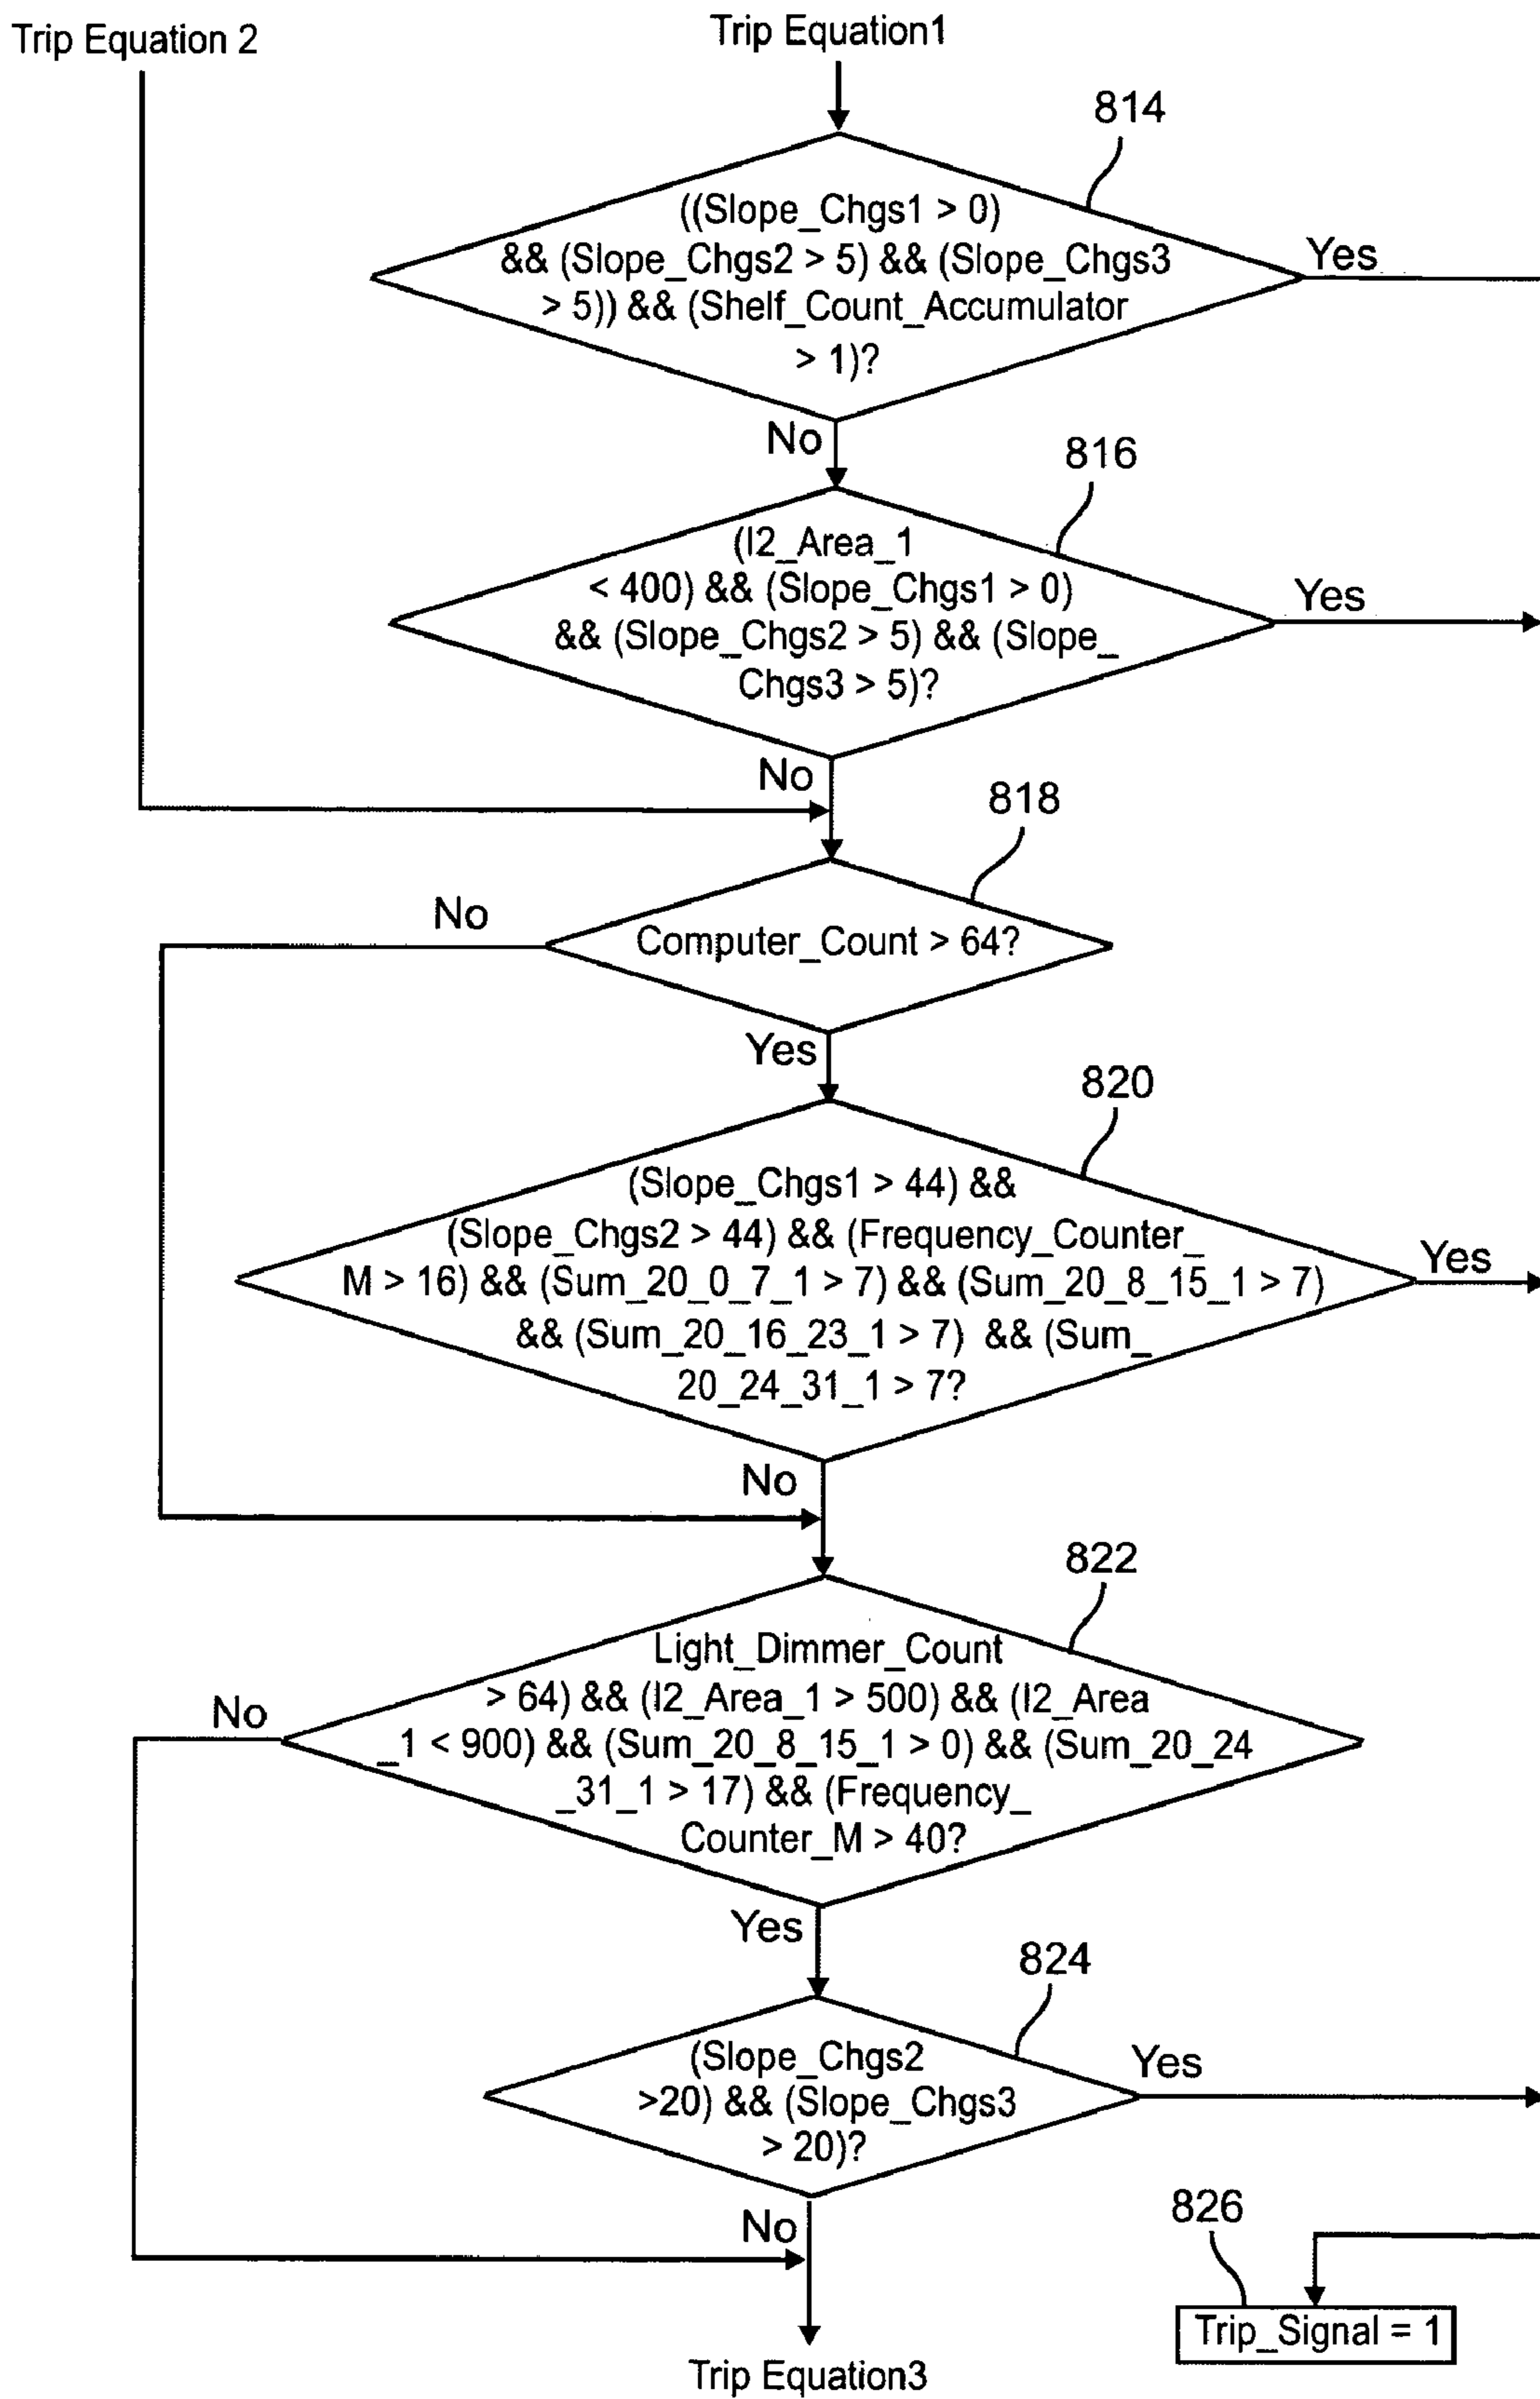 Trip Equation 2
Trip Equation1
814
((Slope_Chgs1 > 0)
&& (Slope_Chgs2 > 5) && (Slope_Chgs3
> 5)) && (Shelf_Count_Accumulator
> 1)?
Yes
No
816
(I2_Area_1
< 400) && (Slope_Chgs1 > 0)
&& (Slope_Chgs2 > 5) && (Slope_
Chgs3 > 5)?
Yes
No
818
No
Computer_Count > 64?
Yes
820
(Slope_Chgs1 > 44) &&
(Slope_Chgs2 > 44) && (Frequency_Counter_
M > 16) && (Sum_20_0_7_1 > 7) && (Sum_20_8_15_1 > 7)
&& (Sum_20_16_23_1 > 7) && (Sum_
20_24_31_1 > 7?
Yes
No
822
Light_Dimmer_Count
> 64) && (I2_Area_1 > 500) && (I2_Area
_1 < 900) && (Sum_20_8_15_1 > 0) && (Sum_20_24
_31_1 > 17) && (Frequency_
Counter_M > 40?
No
Yes
824
(Slope_Chgs2
>20) && (Slope_Chgs3
> 20)?
Yes
No
826
Trip_Signal = 1
Trip Equation3